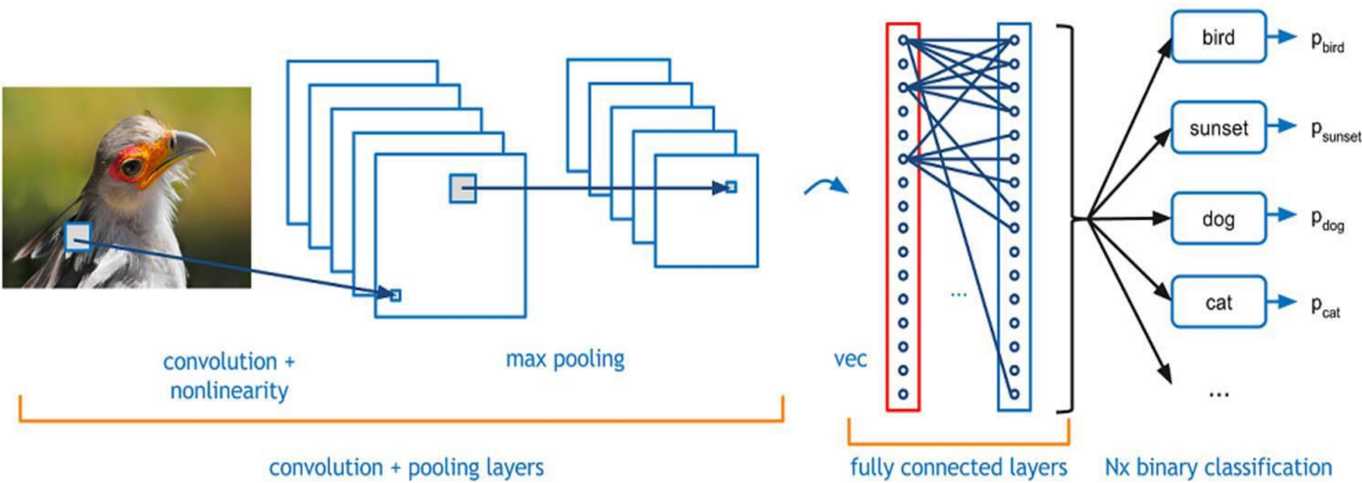 convolution +
nonlinearity
max pooling
vec
convolution + pooling layers
fully connected layers
Nx binary classification
bird
p_bird
sunset
p_sunset
dog
p_dog
cat
p_cat
...
...